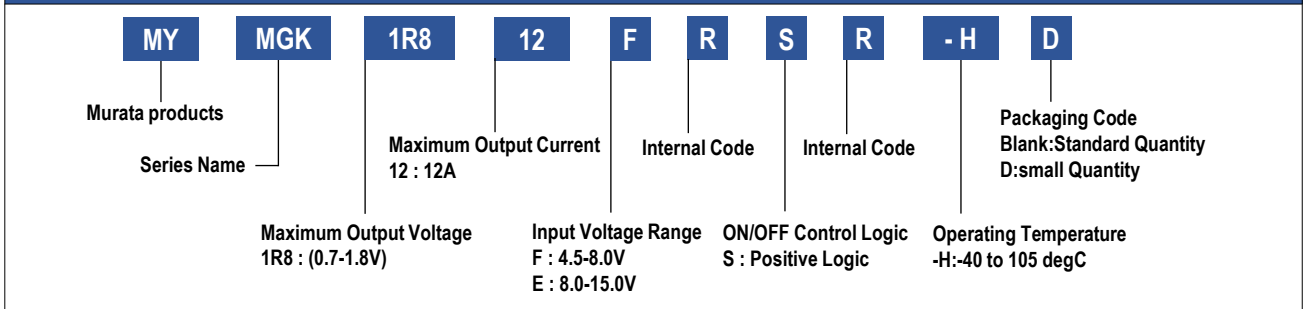 MY MGK 1R8 12 F R S R - H D
Murata products
Series Name
Maximum Output Voltage
1R8 : (0.7-1.8V)
Maximum Output Current
12 : 12A
Input Voltage Range
F : 4.5-8.0V
E : 8.0-15.0V
Internal Code
ON/OFF Control Logic
S : Positive Logic
Internal Code
Operating Temperature
-H:-40 to 105 degC
Packaging Code
Blank:Standard Quantity
D:small Quantity